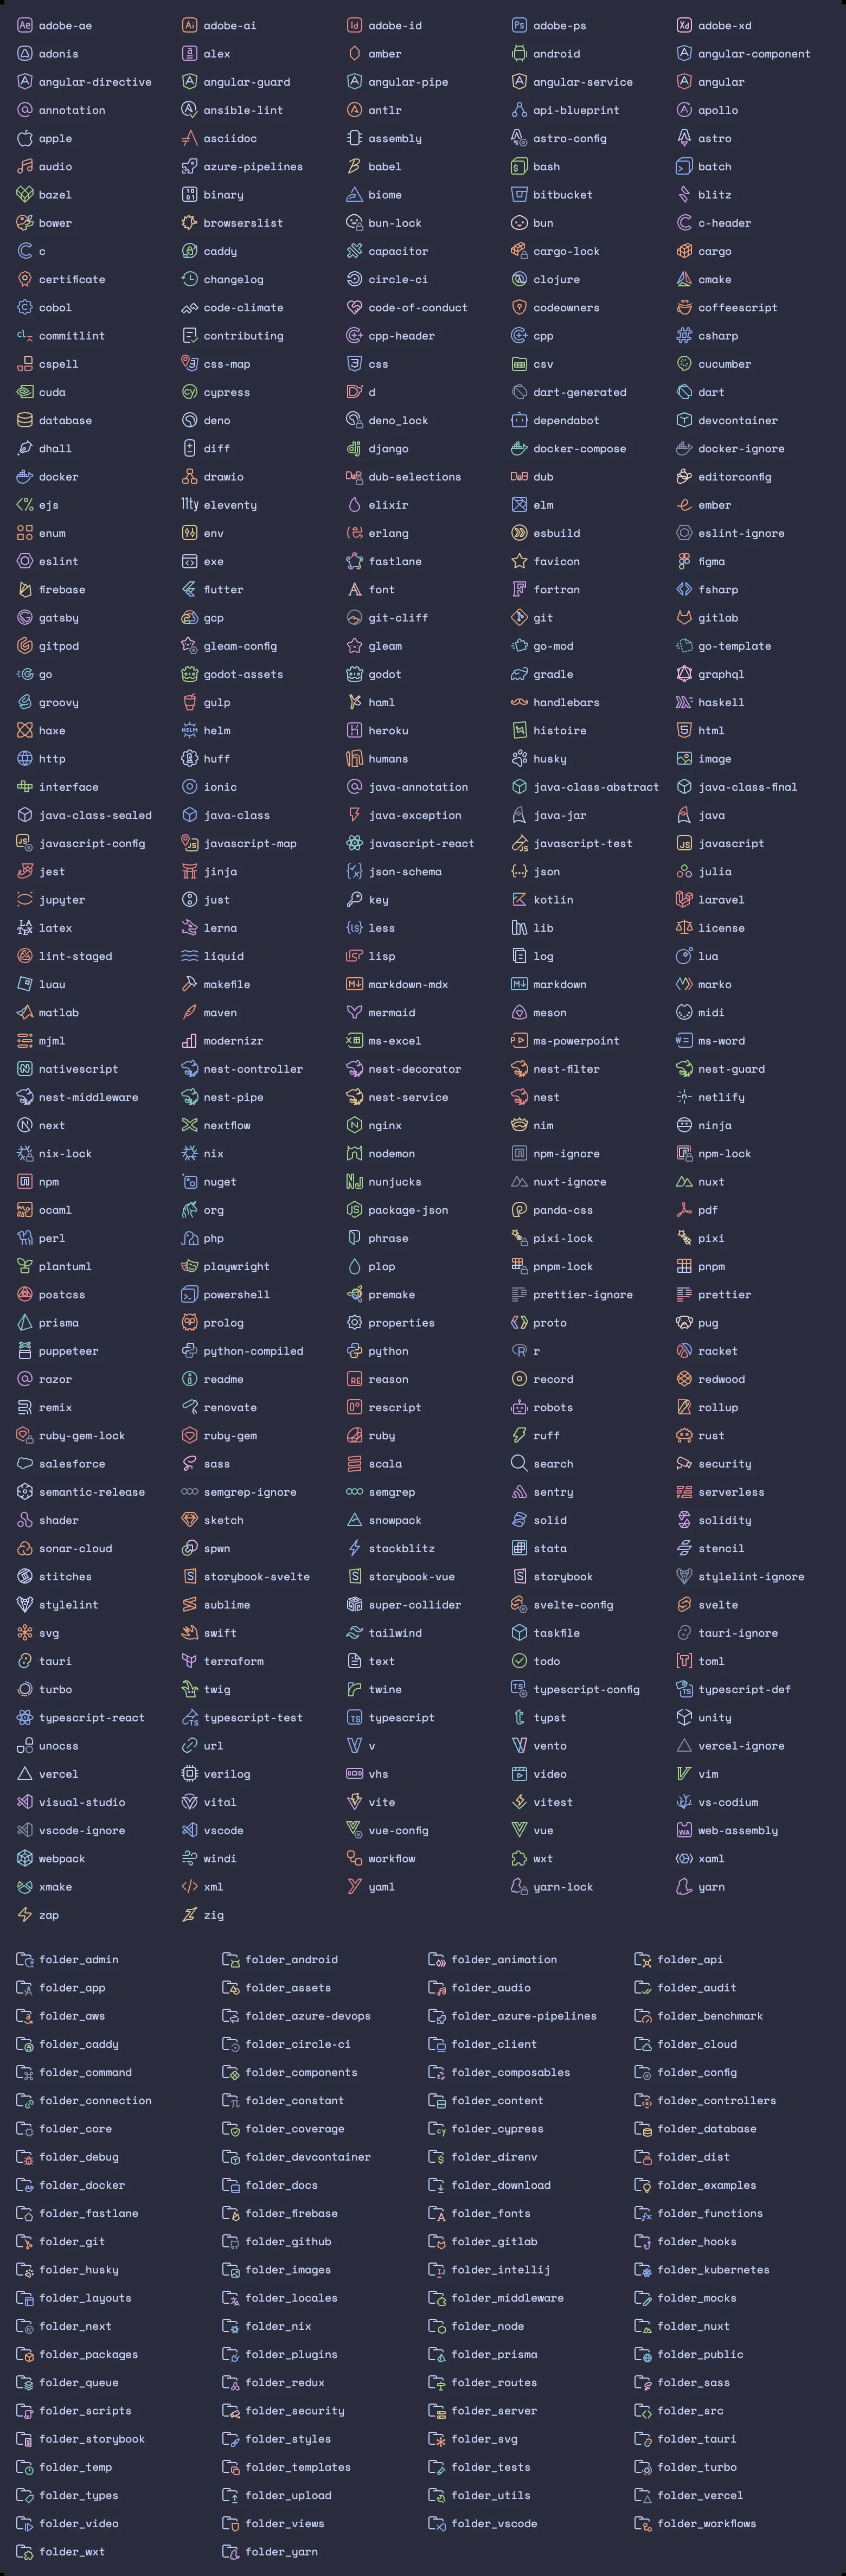 adobe-ae adobe-ai adobe-id adobe-ps adobe-xd
adonis alex amber android angular-component
angular-directive angular-guard angular-pipe angular-service angular
annotation ansible-lint antlr api-blueprint apollo
apple asciidoc assembly astro-config astro
audio azure-pipelines babel bash batch
bazel binary biome bitbucket blitz
bower browserslist bun-lock bun c-header
c caddy capacitor cargo-lock cargo
certificate changelog circle-ci clojure cmake
cobol code-climate code-of-conduct codeowners coffeescript
commitlint contributing cpp-header cpp csharp
cspell css-map css csv cucumber
cuda cypress d dart-generated dart
database deno deno_lock dependabot devcontainer
dhall diff django docker-compose docker-ignore
docker drawio dub-selections dub editorconfig
ejs eleventy elixir elm ember
enum env erlang esbuild eslint-ignore
eslint exe fastlane favicon figma
firebase flutter font fortran fsharp
gatsby gcp git-cliff git gitlab
gitpod gleam-config gleam go-mod go-template
go godot-assets godot gradle graphql
groovy gulp haml handlebars haskell
haxe helm heroku histoire html
http huff humans husky image
interface ionic java-annotation java-class-abstract java-class-final
java-class-sealed java-class java-exception java-jar java
javascript-config javascript-map javascript-react javascript-test javascript
jest jinja json-schema json julia
jupyter just key kotlin laravel
latex lerna less lib license
lint-staged liquid lisp log lua
luau makefile markdown-mdx markdown marko
matlab maven mermaid meson midi
mjml modernizr ms-excel ms-powerpoint ms-word
nativescript nest-controller nest-decorator nest-filter nest-guard
nest-middleware nest-pipe nest-service nest netlify
next nextflow nginx nim ninja
nix-lock nix nodemon npm-ignore npm-lock
npm nuget nunjucks nuxt-ignore nuxt
ocaml org package-json panda-css pdf
perl php phrase pixi-lock pixi
plantuml playwright plop pnpm-lock pnpm
postcss powershell premake prettier-ignore prettier
prisma prolog properties proto pug
puppeteer python-compiled python r racket
razor readme reason record redwood
remix renovate rescript robots rollup
ruby-gem-lock ruby-gem ruby ruff rust
salesforce sass scala search security
semantic-release semgrep-ignore semgrep sentry serverless
shader sketch snowpack solid solidity
sonar-cloud spwn stackblitz stata stencil
stitches storybook-svelte storybook-vue storybook stylelint-ignore
stylelint sublime super-collider svelte-config svelte
svg swift tailwind taskfile tauri-ignore
tauri terraform text todo toml
turbo twig twine typescript-config typescript-def
typescript-react typescript-test typescript typst unity
unocss url v vento vercel-ignore
vercel verilog vhs video vim
visual-studio vital vite vitest vs-codium
vscode-ignore vscode vue-config vue web-assembly
webpack windi workflow wxt xaml
xmake xml yaml yarn-lock yarn
zap zig
folder_admin folder_android folder_animation folder_api
folder_app folder_assets folder_audio folder_audit
folder_aws folder_azure-devops folder_azure-pipelines folder_benchmark
folder_caddy folder_circle-ci folder_client folder_cloud
folder_command folder_components folder_composables folder_config
folder_connection folder_constant folder_content folder_controllers
folder_core folder_coverage folder_cypress folder_database
folder_debug folder_devcontainer folder_direnv folder_dist
folder_docker folder_docs folder_download folder_examples
folder_fastlane folder_firebase folder_fonts folder_functions
folder_git folder_github folder_gitlab folder_hooks
folder_husky folder_images folder_intellij folder_kubernetes
folder_layouts folder_locales folder_middleware folder_mocks
folder_next folder_nix folder_node folder_nuxt
folder_packages folder_plugins folder_prisma folder_public
folder_queue folder_redux folder_routes folder_sass
folder_scripts folder_security folder_server folder_src
folder_storybook folder_styles folder_svg folder_tauri
folder_temp folder_templates folder_tests folder_turbo
folder_types folder_upload folder_utils folder_vercel
folder_video folder_views folder_vscode folder_workflows
folder_wxt folder_yarn